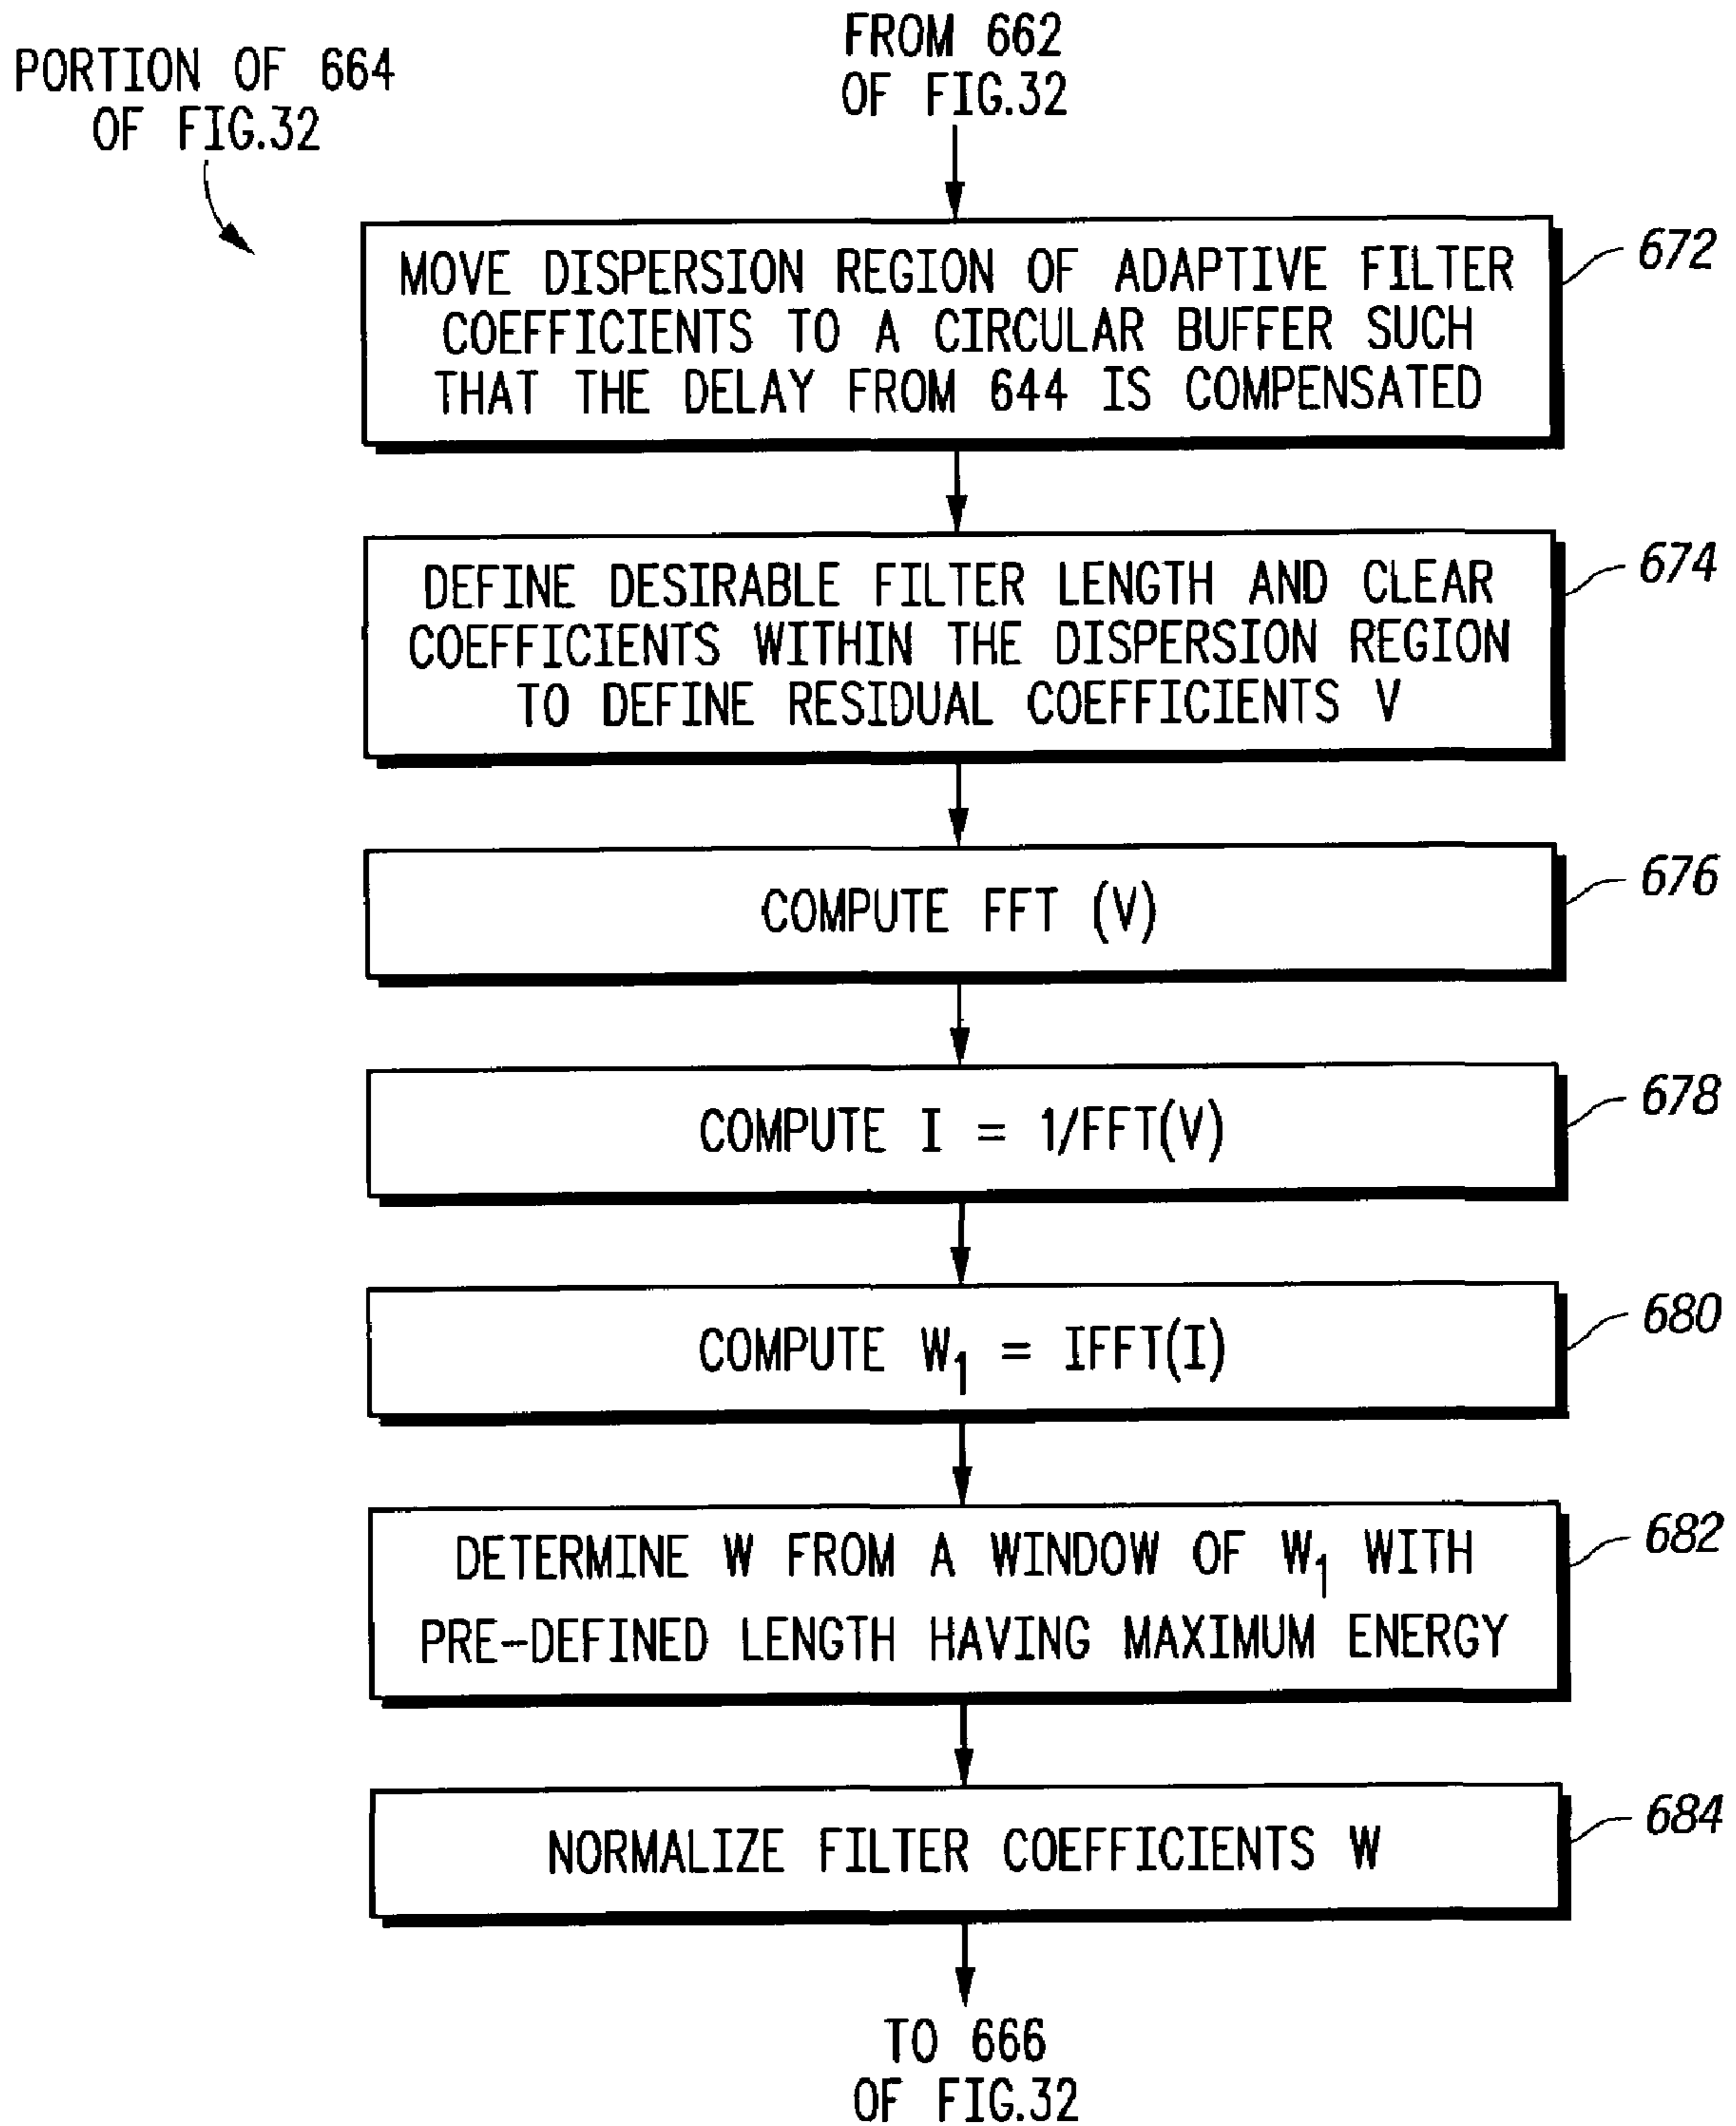 PORTION OF 664
OF FIG.32
FROM 662
OF FIG.32
MOVE DISPERSION REGION OF ADAPTIVE FILTER
COEFFICIENTS TO A CIRCULAR BUFFER SUCH
THAT THE DELAY FROM 644 IS COMPENSATED
672
DEFINE DESIRABLE FILTER LENGTH AND CLEAR
COEFFICIENTS WITHIN THE DISPERSION REGION
TO DEFINE RESIDUAL COEFFICIENTS V
674
COMPUTE FFT (V)
676
COMPUTE I = 1/FFT(V)
678
COMPUTE W₁ = IFFT(I)
680
DETERMINE W FROM A WINDOW OF W₁ WITH
PRE-DEFINED LENGTH HAVING MAXIMUM ENERGY
682
NORMALIZE FILTER COEFFICIENTS W
684
TO 666
OF FIG.32